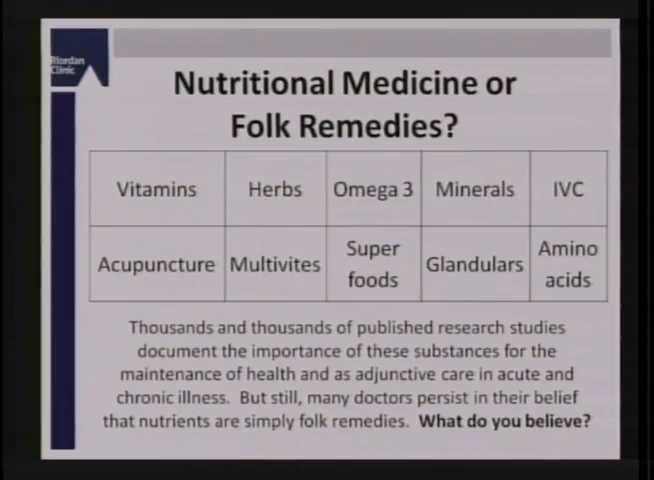 Riordan
Clinic
Nutritional Medicine or
Folk Remedies?
Vitamins Herbs Omega 3 Minerals IVC
Acupuncture Multivites Super foods Glandulars Amino acids
Thousands and thousands of published research studies
document the importance of these substances for the
maintenance of health and as adjunctive care in acute and
chronic illness. But still, many doctors persist in their belief
that nutrients are simply folk remedies. What do you believe?